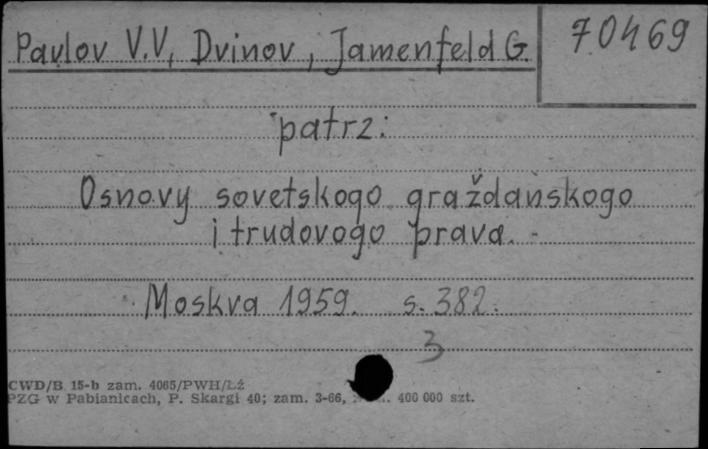 Pavlov V.V., Dvinov, Jamenfeld G.
70469
patrz:
Osnovy sovetskogo graždanskogo
i trudovogo prava. -
Moskva 1959. s. 382.
3
CWD/B 15-b zam. 4065/PWH/Łź
PZG w Pabianicach, P. Skargi 40; zam. 3-66, 400 000 szt.